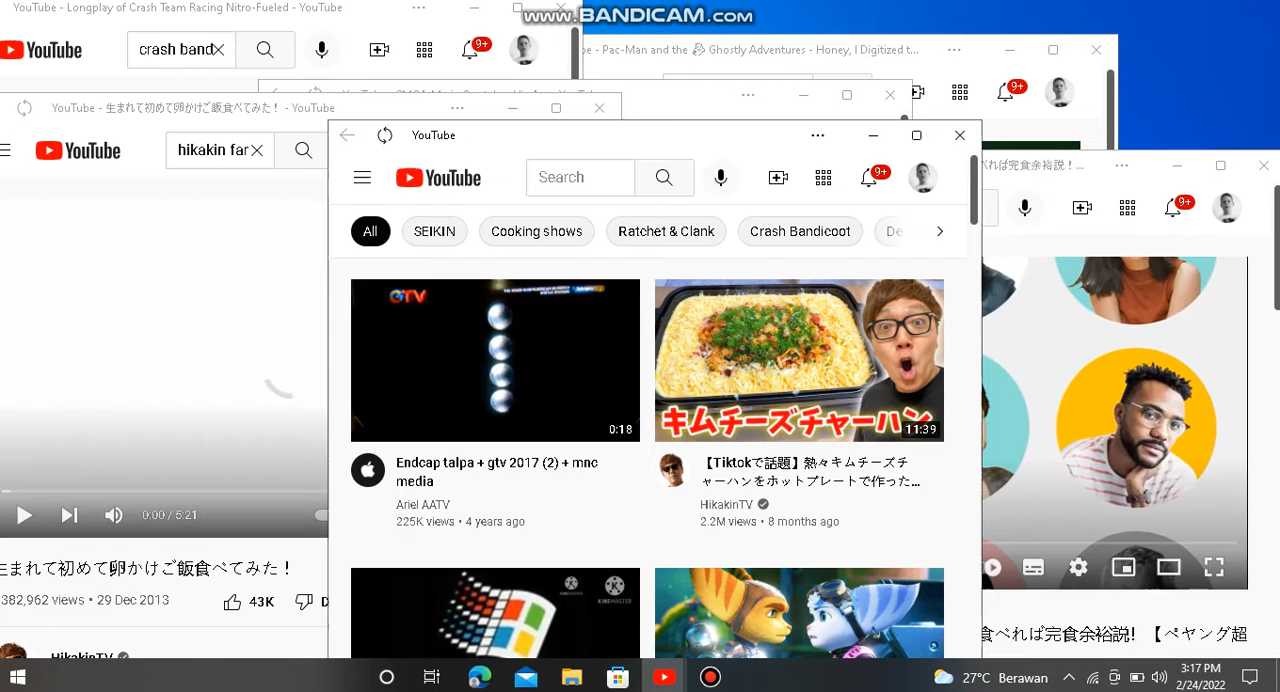 YouTube - Longplay of Crash Team Racing Nitro-Fueled - YouTube
www.BANDICAM.com
YouTube
crash band
9+
Pac-Man and the Ghostly Adventures - Honey, I Digitized t...
9+
YouTube - 生まれて初めて卵かけご飯食べてみた！ - YouTube
YouTube
hikakin far
YouTube
YouTube
Search
9+
All
SEIKIN
Cooking shows
Ratchet & Clank
Crash Bandicoot
De
れば完食余裕説！...
9+
GTV
0:18
キムチーズチャーハン
11:39
Endcap talpa + gtv 2017 (2) + mnc
media
Ariel AATV
225K views • 4 years ago
【Tiktokで話題】熱々キムチーズチ
ャーハンをホットプレートで作った...
HikakinTV
2.2M views • 8 months ago
0:00 / 5:21
生まれて初めて卵かけご飯食べてみた！
382,962 views • 29 Dec 2013
43K
D
HikakinTV
KINEMASTER
食べれば完食余裕説!【ペヤング超
27°C Berawan
3:17 PM
2/24/2022